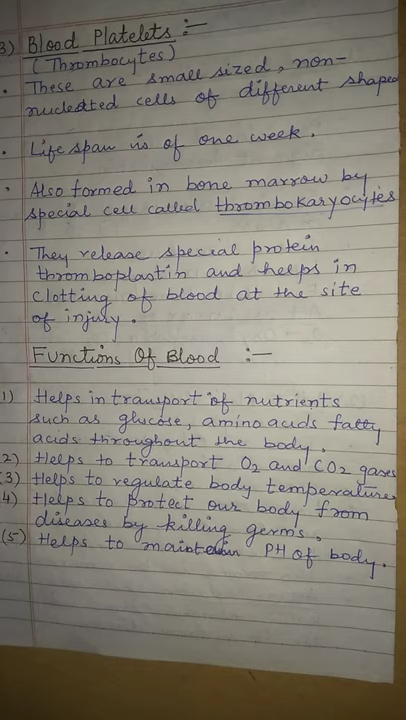 3) Blood Platelets :-
(Thrombocytes)
• These are small sized, non-
nucleated cells of different shaped
• Life span is of one week.
• Also formed in bone marrow by
special cell called thrombokaryocytes
• They release special protein
thromboplastin and helps in
clotting of blood at the site
of injury.
Functions Of Blood :-
1) Helps in transport of nutrients
such as glucose, amino acids fatty
acids throughout the body.
2) Helps to transport O2 and CO2 gases
(3) Helps to regulate body temperature
4) Helps to protect our body from
diseases by killing germs.
(5) Helps to maintain PH of body.